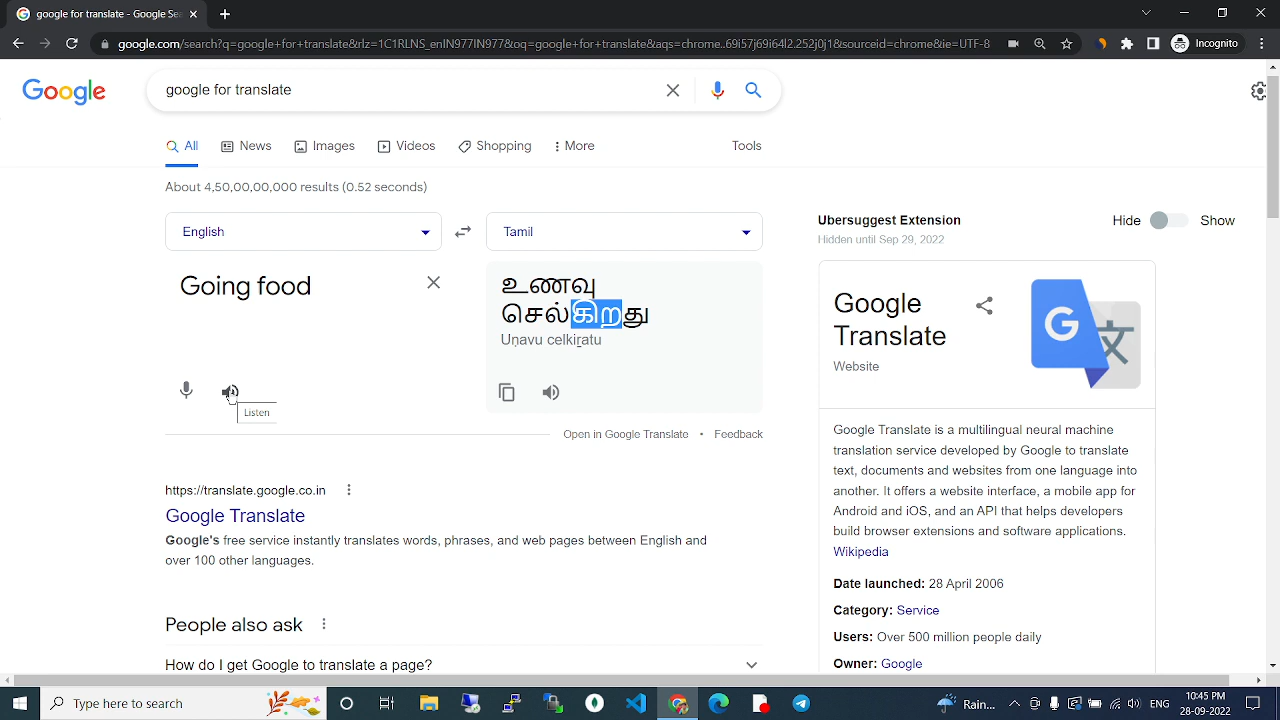 google for translate - Google Sea
google.com/search?q=google+for+translate&rlz=1C1RLNS_enIN977IN977&oq=google+for+translate&aqs=chrome..69i57j69i64l2.252j0j1&sourceid=chrome&ie=UTF-8
Incognito
Google
google for translate
All
News
Images
Videos
Shopping
More
Tools
About 4,50,00,00,000 results (0.52 seconds)
English
Tamil
Ubersuggest Extension
Hide
Show
Hidden until Sep 29, 2022
Going food
உணவு
செல்கிறது
Uṇavu celkiṟatu
Listen
Open in Google Translate • Feedback
https://translate.google.co.in
Google Translate
Google's free service instantly translates words, phrases, and web pages between English and
over 100 other languages.
People also ask
How do I get Google to translate a page?
Google
Translate
Website
G
文
Google Translate is a multilingual neural machine
translation service developed by Google to translate
text, documents and websites from one language into
another. It offers a website interface, a mobile app for
Android and iOS, and an API that helps developers
build browser extensions and software applications.
Wikipedia
Date launched: 28 April 2006
Category: Service
Users: Over 500 million people daily
Owner: Google
Type here to search
Rain...
ENG
10:45 PM
28-09-2022